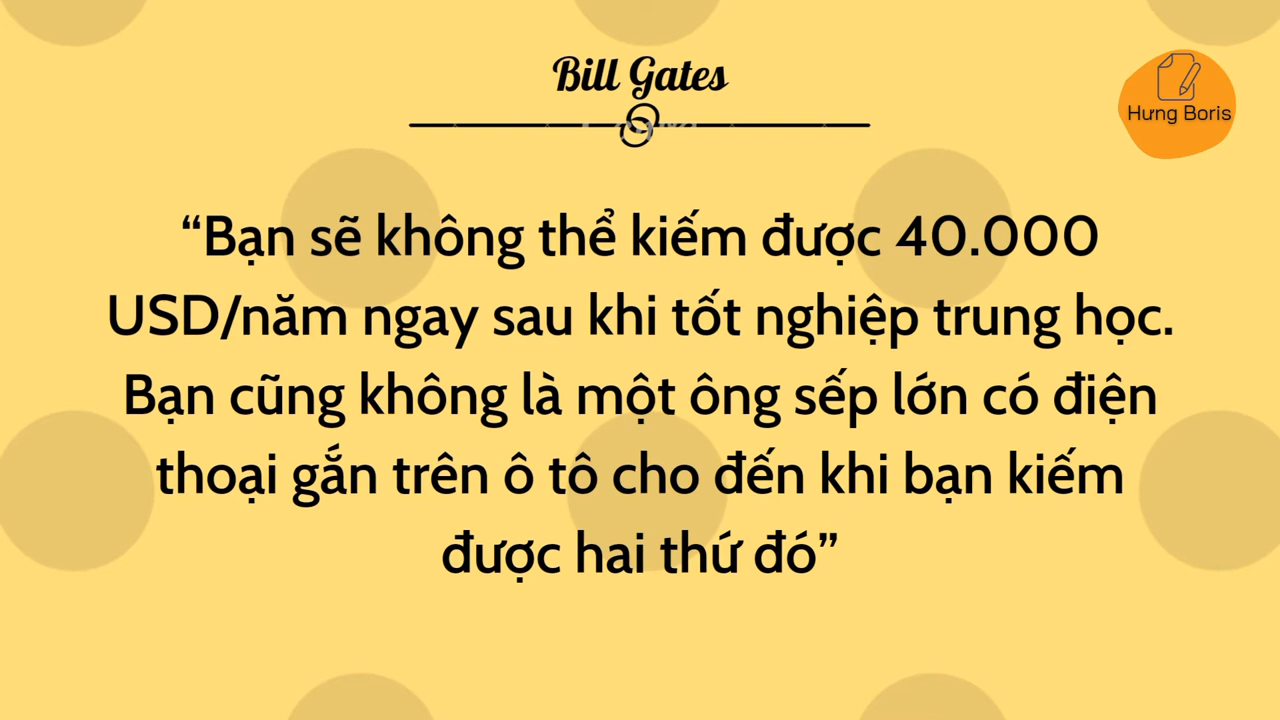 Bill Gates
Hưng Boris
“Bạn sẽ không thể kiếm được 40.000
USD/năm ngay sau khi tốt nghiệp trung học.
Bạn cũng không là một ông sếp lớn có điện
thoại gắn trên ô tô cho đến khi bạn kiếm
được hai thứ đó”